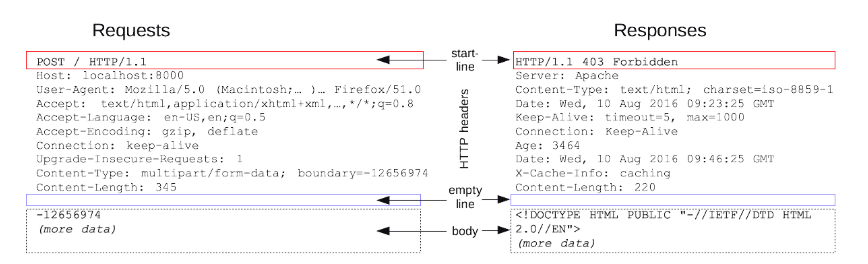 Requests
POST / HTTP/1.1
Host: localhost:8000
User-Agent: Mozilla/5.0 (Macintosh;… )… Firefox/51.0
Accept: text/html,application/xhtml+xml,…,*/*;q=0.8
Accept-Language: en-US,en;q=0.5
Accept-Encoding: gzip, deflate
Connection: keep-alive
Upgrade-Insecure-Requests: 1
Content-Type: multipart/form-data; boundary=-12656974
Content-Length: 345
-12656974
(more data)
start-
line
HTTP headers
empty
line
body
Responses
HTTP/1.1 403 Forbidden
Server: Apache
Content-Type: text/html; charset=iso-8859-1
Date: Wed, 10 Aug 2016 09:23:25 GMT
Keep-Alive: timeout=5, max=1000
Connection: Keep-Alive
Age: 3464
Date: Wed, 10 Aug 2016 09:46:25 GMT
X-Cache-Info: caching
Content-Length: 220
<!DOCTYPE HTML PUBLIC "-//IETF//DTD HTML
2.0//EN">
(more data)